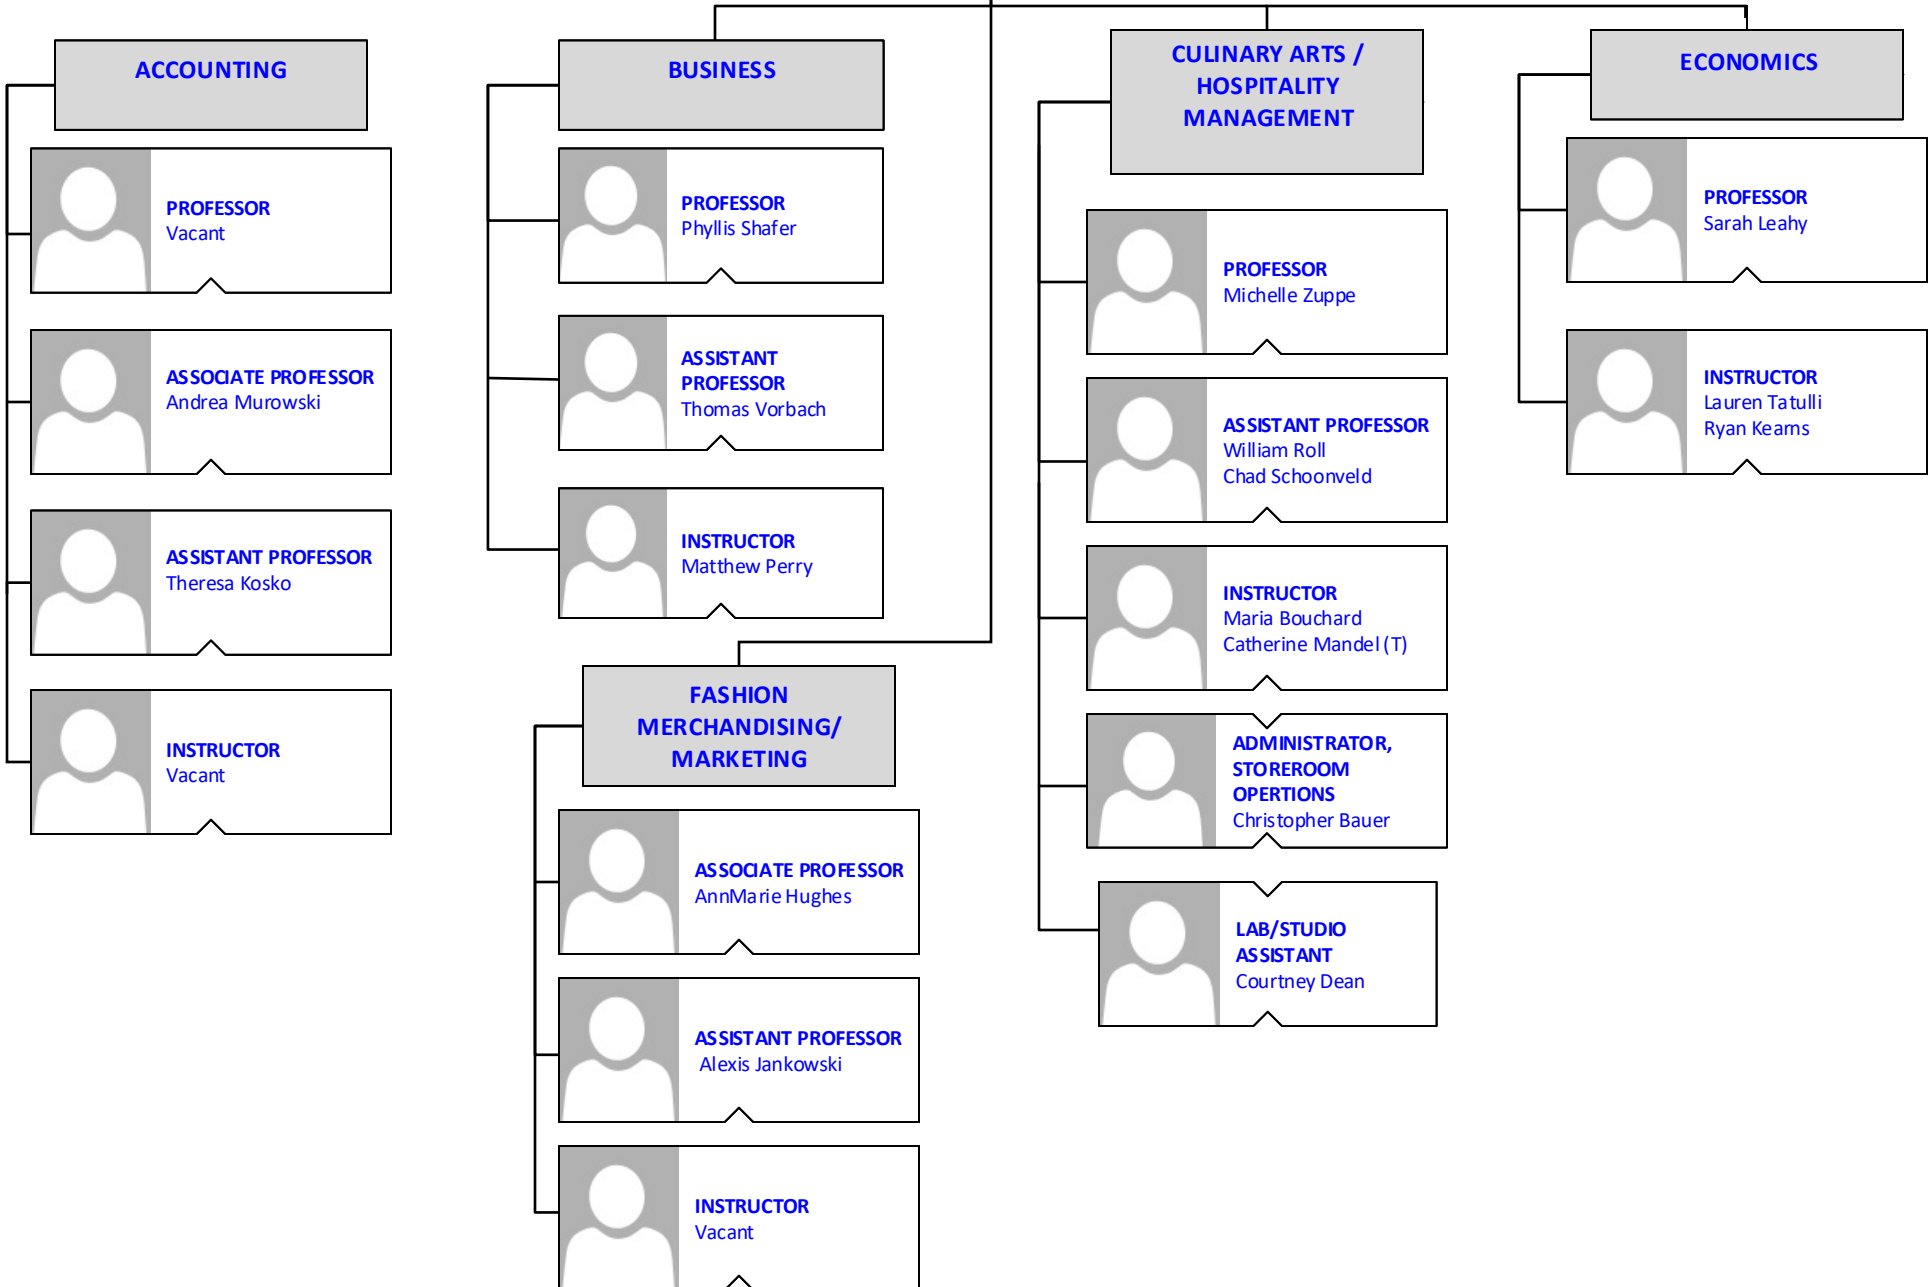 ACCOUNTING
PROFESSOR
Vacant
ASSOCIATE PROFESSOR
Andrea Murowski
ASSISTANT PROFESSOR
Theresa Kosko
INSTRUCTOR
Vacant
BUSINESS
PROFESSOR
Phyllis Shafer
ASSISTANT
PROFESSOR
Thomas Vorbach
INSTRUCTOR
Matthew Perry
FASHION
MERCHANDISING/
MARKETING
ASSOCIATE PROFESSOR
AnnMarie Hughes
ASSISTANT PROFESSOR
Alexis Jankowski
INSTRUCTOR
Vacant
CULINARY ARTS /
HOSPITALITY
MANAGEMENT
PROFESSOR
Michelle Zuppe
ASSISTANT PROFESSOR
William Roll
Chad Schoonveld
INSTRUCTOR
Maria Bouchard
Catherine Mandel (T)
ADMINISTRATOR,
STOREROOM
OPERTIONS
Christopher Bauer
LAB/STUDIO
ASSISTANT
Courtney Dean
ECONOMICS
PROFESSOR
Sarah Leahy
INSTRUCTOR
Lauren Tatulli
Ryan Kearns